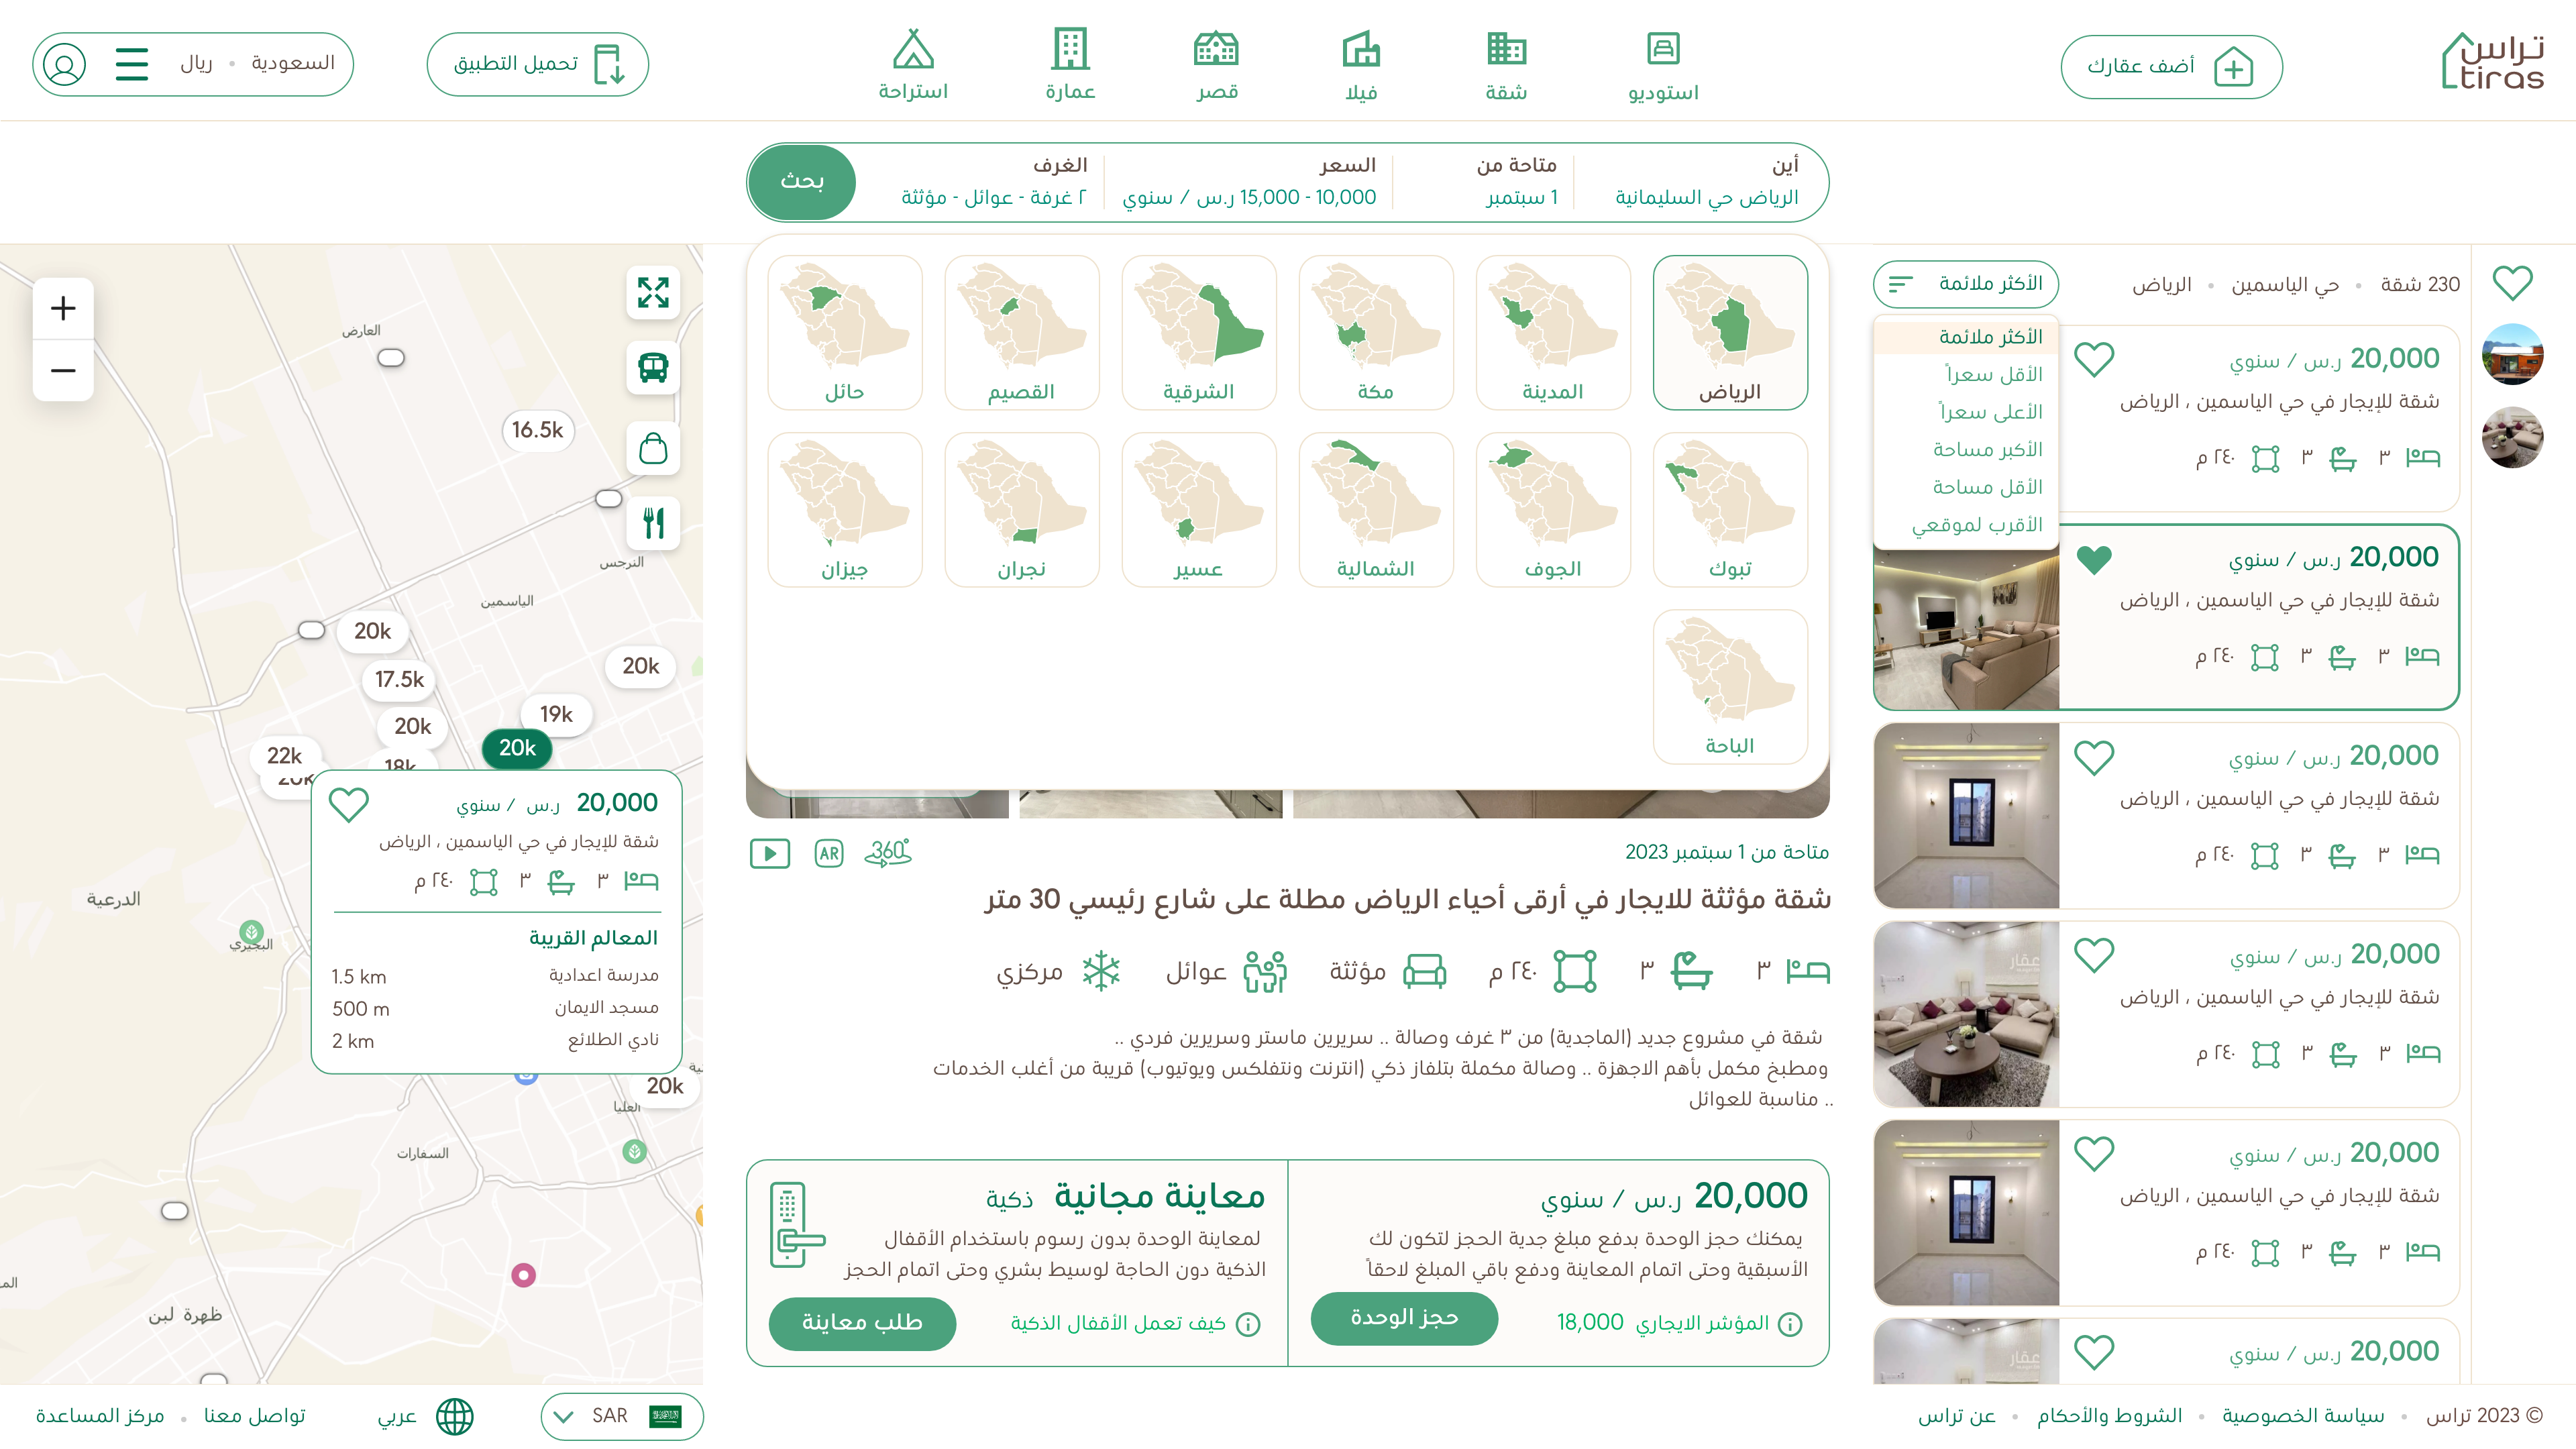 تراس
tiras
أضف عقارك
استوديو
شقة
فيلا
قصر
عمارة
استراحة
تحميل التطبيق
السعودية • ريال
أين
الرياض حي السليمانية
متاحة من
1 سبتمبر
السعر
10,000 - 15,000 ر.س / سنوي
الغرف
٢ غرفة - عوائل - مؤثثة
بحث
230 شقة • حي الياسمين • الرياض
الأكثر ملائمة
الأكثر ملائمة
الأقل سعراً
الأعلى سعراً
الأكبر مساحة
الأقل مساحة
الأقرب لموقعي
20,000 ر.س / سنوي
شقة للإيجار في حي الياسمين ، الرياض
٣ ٣ ٢٤٠ م
20,000 ر.س / سنوي
شقة للإيجار في حي الياسمين ، الرياض
٣ ٣ ٢٤٠ م
20,000 ر.س / سنوي
شقة للإيجار في حي الياسمين ، الرياض
٣ ٣ ٢٤٠ م
20,000 ر.س / سنوي
شقة للإيجار في حي الياسمين ، الرياض
٣ ٣ ٢٤٠ م
عقار
20,000 ر.س / سنوي
شقة للإيجار في حي الياسمين ، الرياض
٣ ٣ ٢٤٠ م
20,000 ر.س / سنوي
عقار
الرياض
المدينة
مكة
الشرقية
القصيم
حائل
تبوك
الجوف
الشمالية
عسير
نجران
جيزان
الباحة
متاحة من 1 سبتمبر 2023
360°
AR
شقة مؤثثة للايجار في أرقى أحياء الرياض مطلة على شارع رئيسي 30 متر
٣ ٣ ٢٤٠ م مؤثثة عوائل مركزي
شقة في مشروع جديد (الماجدية) من ٣ غرف وصالة .. سريرين ماستر وسريرين فردي ..
ومطبخ مكمل بأهم الاجهزة .. وصالة مكملة بتلفاز ذكي (انترنت ونتفلكس ويوتيوب) قريبة من أغلب الخدمات
.. مناسبة للعوائل
20,000 ر.س / سنوي
يمكنك حجز الوحدة بدفع مبلغ جدية الحجز لتكون لك
الأسبقية وحتى اتمام المعاينة ودفع باقي المبلغ لاحقاً
المؤشر الايجاري 18,000
حجز الوحدة
معاينة مجانية ذكية
لمعاينة الوحدة بدون رسوم باستخدام الأقفال
الذكية دون الحاجة لوسيط بشري وحتى اتمام الحجز
كيف تعمل الأقفال الذكية
طلب معاينة
العارض
16.5k
النرجس
الياسمين
20k
20k
17.5k
19k
20k
20k
22k
18k
20k
20,000 ر.س / سنوي
شقة للإيجار في حي الياسمين ، الرياض
٣ ٣ ٢٤٠ م
المعالم القريبة
مدرسة اعدادية 1.5 km
مسجد الايمان 500 m
نادي الطلائع 2 km
الدرعية
البجيري
20k
العليا
السفارات
ظهرة لبن
© 2023 تراس • سياسة الخصوصية • الشروط والأحكام • عن تراس
SAR
عربي
تواصل معنا • مركز المساعدة